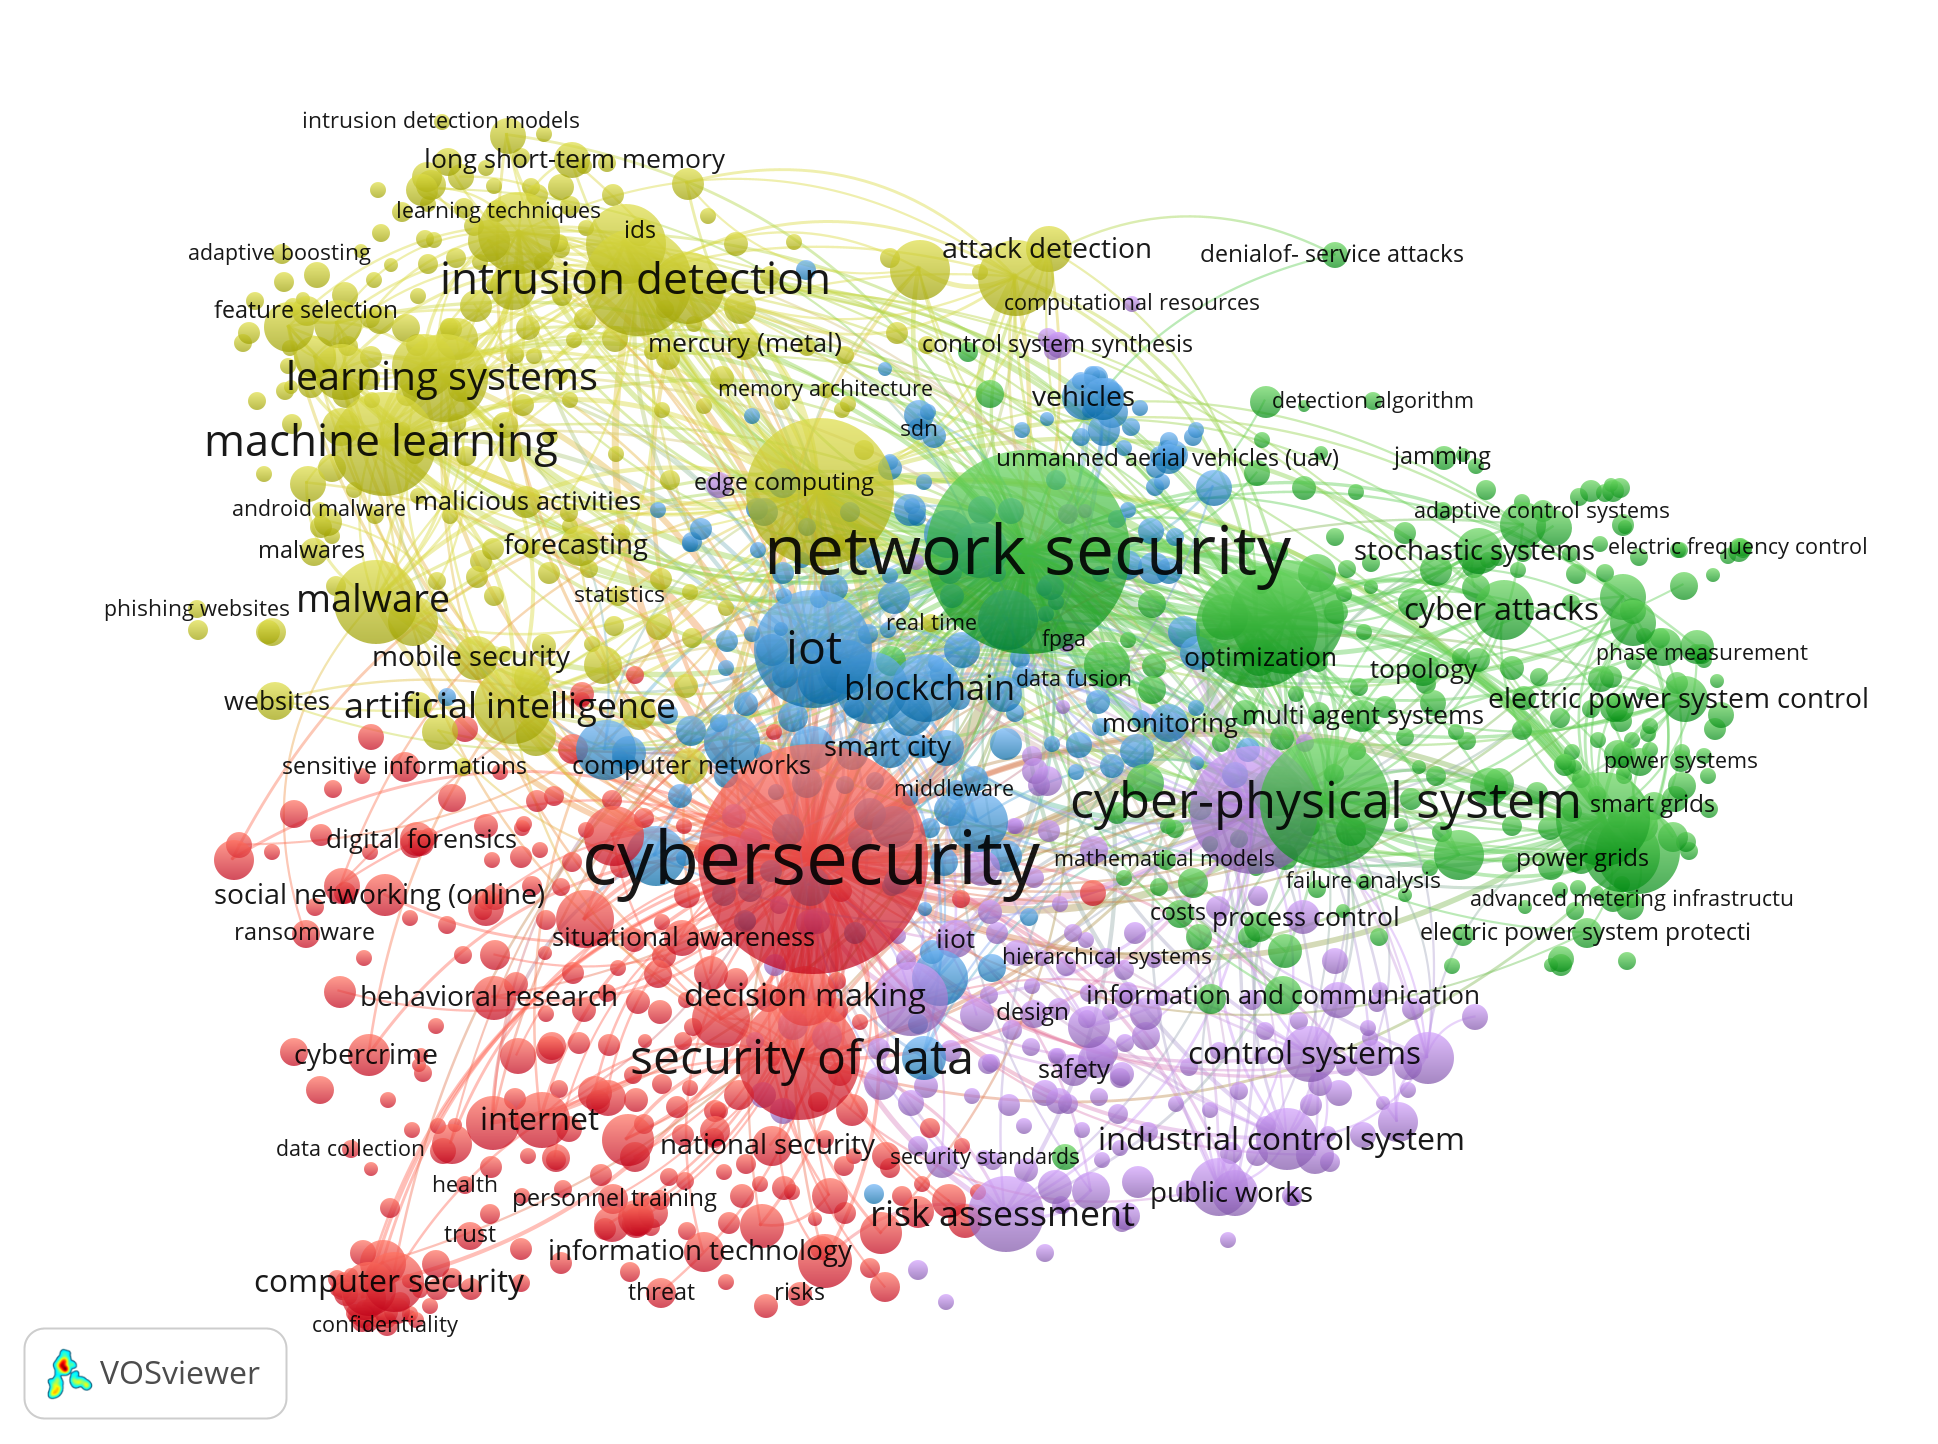 intrusion detection models
long short-term memory
learning techniques
ids
adaptive boosting
attack detection
denialof- service attacks
intrusion detection
computational resources
feature selection
mercury (metal)
control system synthesis
learning systems
memory architecture
vehicles
detection algorithm
sdn
machine learning
unmanned aerial vehicles (uav)
jamming
edge computing
malicious activities
android malware
adaptive control systems
malwares
forecasting
network security
stochastic systems
electric frequency control
malware
statistics
phishing websites
cyber attacks
real time
fpga
iot
mobile security
optimization
phase measurement
topology
data fusion
blockchain
websites
artificial intelligence
electric power system control
monitoring
multi agent systems
smart city
sensitive informations
computer networks
power systems
middleware
cyber-physical system
smart grids
digital forensics
cybersecurity
mathematical models
power grids
failure analysis
social networking (online)
advanced metering infrastructu
costs
process control
ransomware
situational awareness
iiot
electric power system protecti
hierarchical systems
behavioral research
decision making
information and communication
design
cybercrime
security of data
safety
control systems
internet
data collection
national security
security standards
industrial control system
health
personnel training
public works
trust
risk assessment
information technology
computer security
threat
risks
confidentiality
VOSviewer